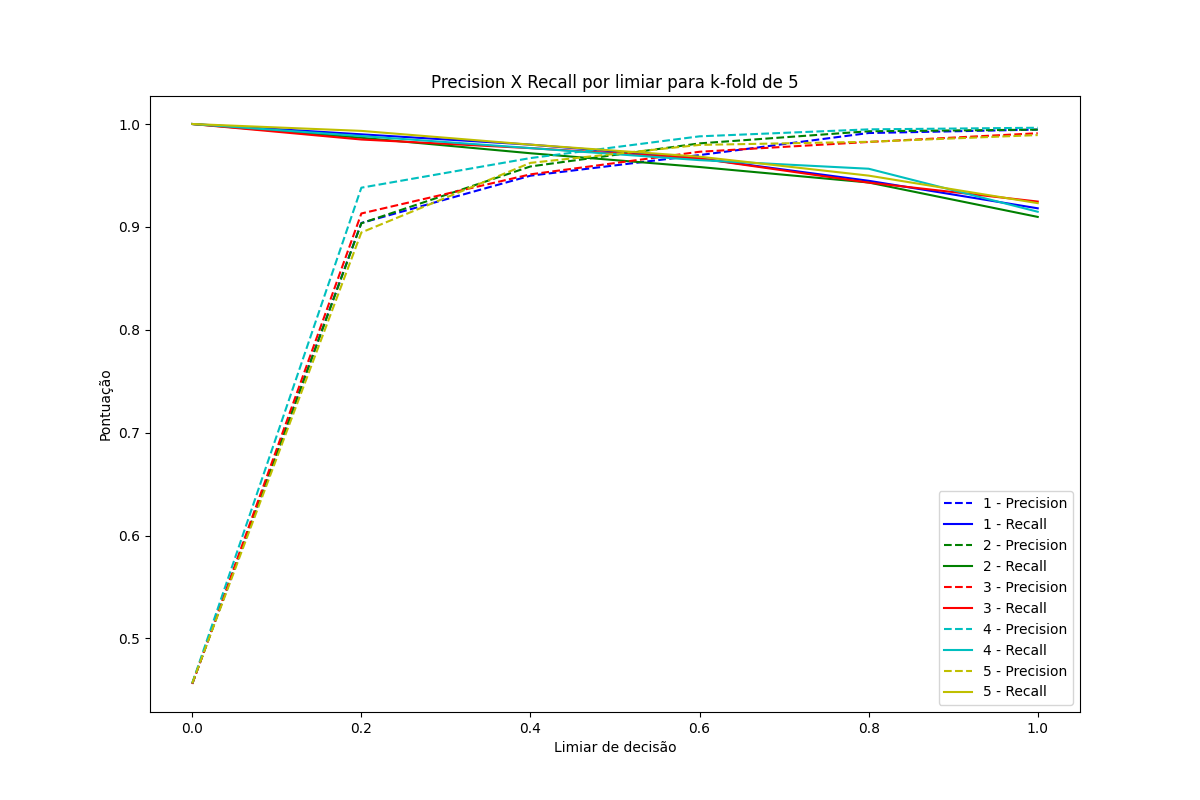 Precision X Recall por limiar para k-fold de 5
1.0
0.9
0.8
0.7
0.6
0.5
Pontuação
0.0
0.2
0.4
0.6
0.8
1.0
Limiar de decisão
1 - Precision
1 - Recall
2 - Precision
2 - Recall
3 - Precision
3 - Recall
4 - Precision
4 - Recall
5 - Precision
5 - Recall